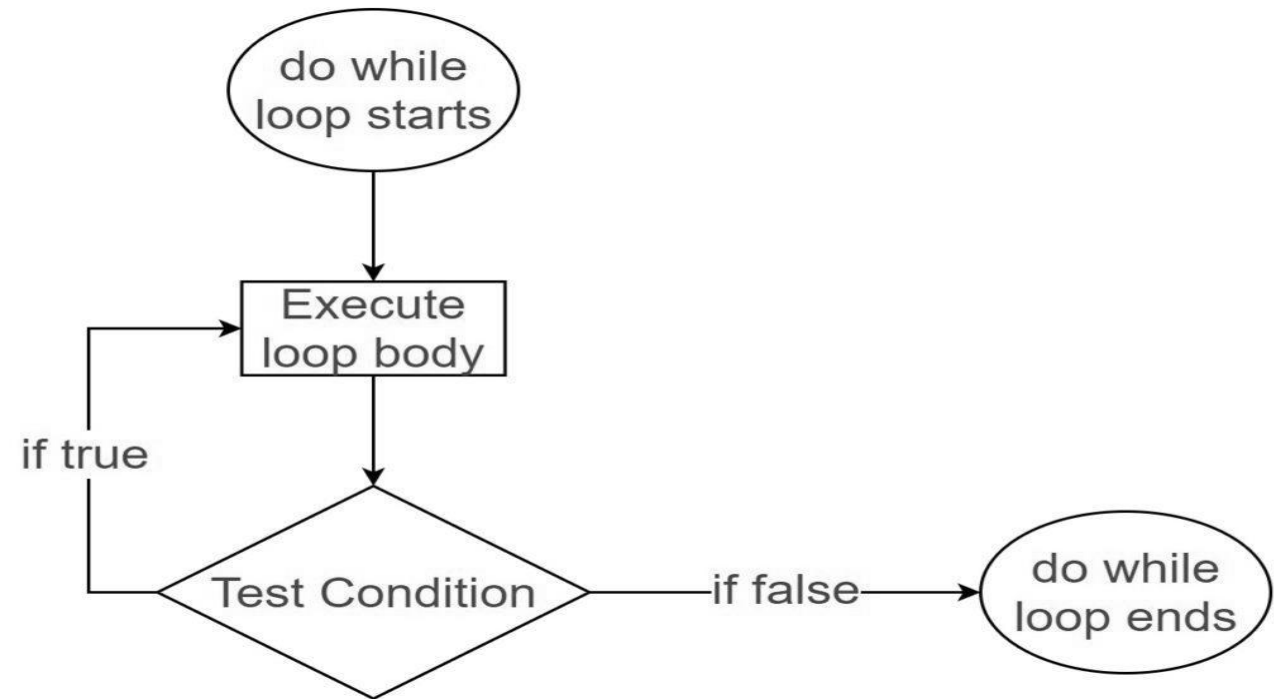 do while
loop starts
Execute
loop body
if true
Test Condition
if false
do while
loop ends